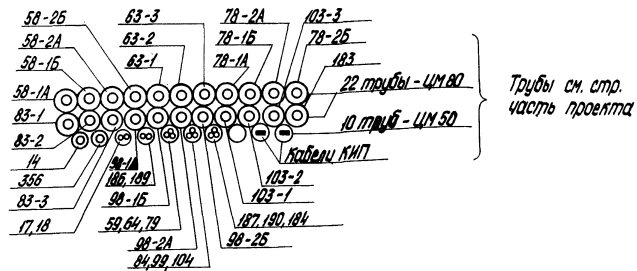 58-2Б 63-3 78-2А 103-3
58-2А 63-2 78-1Б 78-2Б
58-1Б 63-1 78-1А 183
58-1А 22 трубы - ЦМ 80
83-1
83-2 10 труб - ЦМ 50
Трубы см. стр.
часть проекта
14 Кабели КИП
356 98-1А 103-2
83-3 186,189 103-1
17,18 98-1Б
59,64,79 187,190,184
98-2А 98-2Б
84,99,104